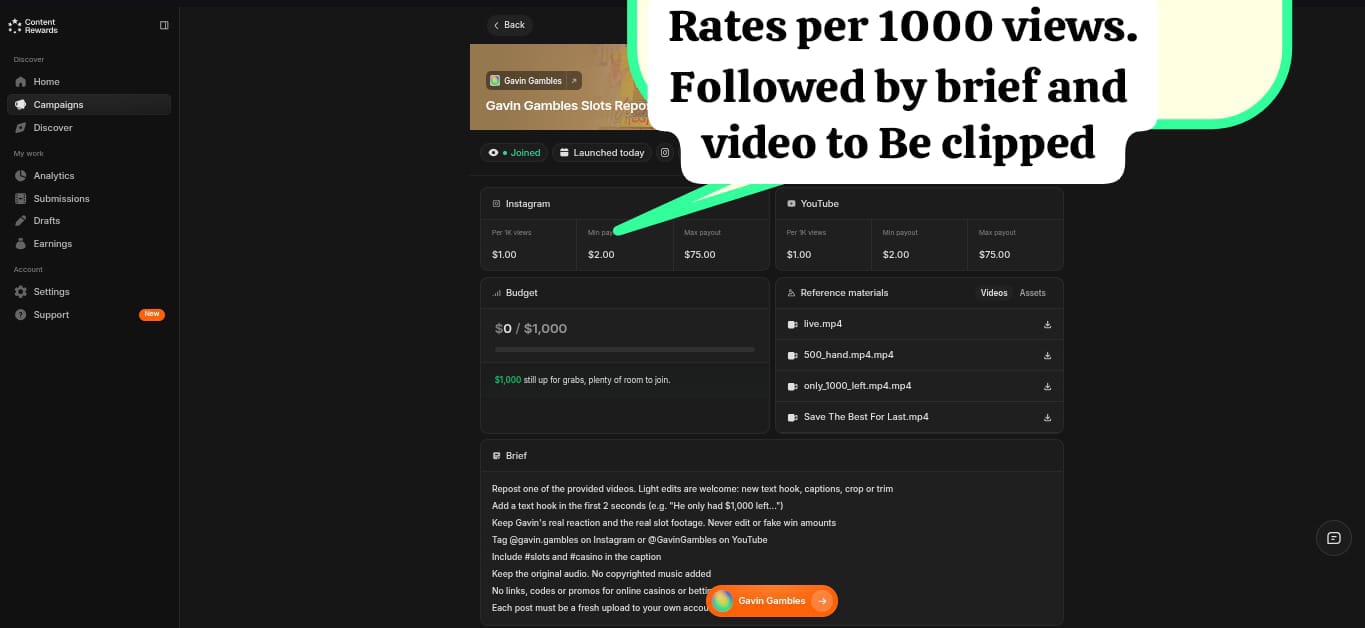 Content
Rewards
Discover
Home
Campaigns
Discover
My work
Analytics
Submissions
Drafts
Earnings
Account
Settings
Support
New
Back
Rates per 1000 views.
Followed by brief and
video to Be clipped
Gavin Gambles
Gavin Gambles Slots Repo
Joined
Launched today
Instagram
Per 1K views
Min pay
Max payout
$1.00
$2.00
$75.00
YouTube
Per 1K views
Min payout
Max payout
$1.00
$2.00
$75.00
Budget
$0 / $1,000
$1,000 still up for grabs, plenty of room to join.
Reference materials
Videos
Assets
live.mp4
500_hand.mp4.mp4
only_1000_left.mp4.mp4
Save The Best For Last.mp4
Brief
Repost one of the provided videos. Light edits are welcome: new text hook, captions, crop or trim
Add a text hook in the first 2 seconds (e.g. "He only had $1,000 left...")
Keep Gavin's real reaction and the real slot footage. Never edit or fake win amounts
Tag @gavin.gambles on Instagram or @GavinGambles on YouTube
Include #slots and #casino in the caption
Keep the original audio. No copyrighted music added
No links, codes or promos for online casinos or
Each post must be a fresh upload to your own
Gavin Gambles